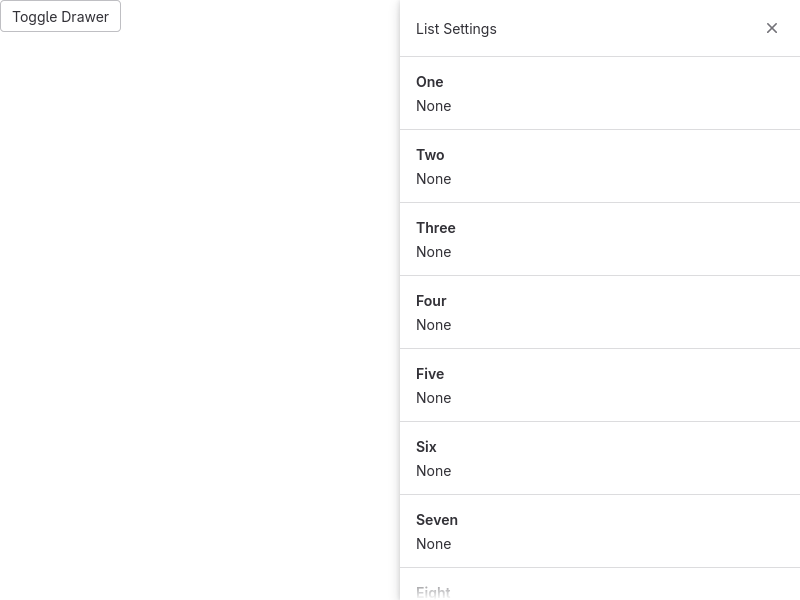 Toggle Drawer
List Settings
One
None
Two
None
Three
None
Four
None
Five
None
Six
None
Seven
None
Eight